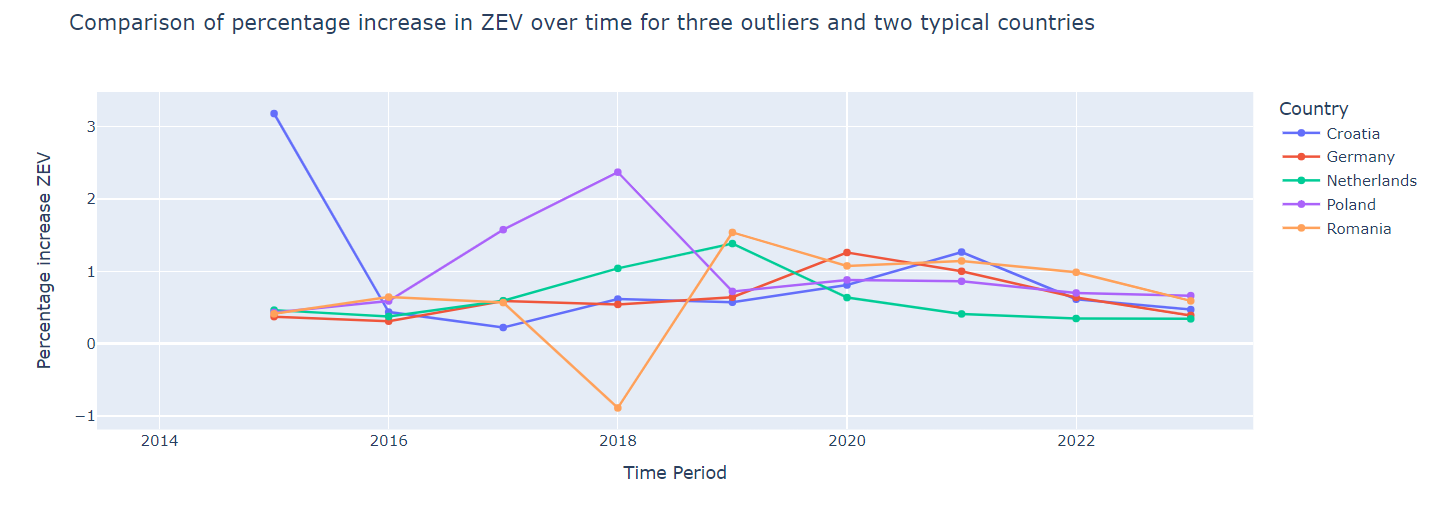 Comparison of percentage increase in ZEV over time for three outliers and two typical countries
Percentage increase ZEV
3
2
1
0
−1
2014
2016
2018
2020
2022
Time Period
Country
Croatia
Germany
Netherlands
Poland
Romania